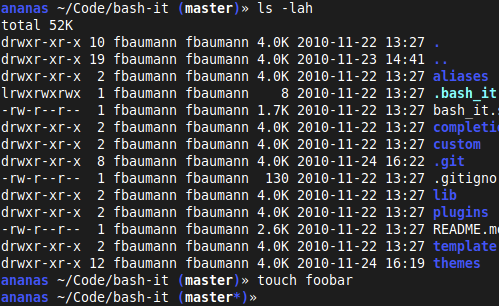 ananas ~/Code/bash-it (master)» ls -lah
total 52K
drwxr-xr-x 10 fbaumann fbaumann 4.0K 2010-11-22 13:27 .
drwxr-xr-x 19 fbaumann fbaumann 4.0K 2010-11-23 14:41 ..
drwxr-xr-x  2 fbaumann fbaumann 4.0K 2010-11-22 13:27 aliases
lrwxrwxrwx  1 fbaumann fbaumann    8 2010-11-22 13:27 .bash_it
-rw-r--r--  1 fbaumann fbaumann 1.7K 2010-11-22 13:27 bash_it.s
drwxr-xr-x  2 fbaumann fbaumann 4.0K 2010-11-22 13:27 completi
drwxr-xr-x  2 fbaumann fbaumann 4.0K 2010-11-22 13:27 custom
drwxr-xr-x  8 fbaumann fbaumann 4.0K 2010-11-24 16:22 .git
-rw-r--r--  1 fbaumann fbaumann  130 2010-11-22 13:27 .gitigno
drwxr-xr-x  2 fbaumann fbaumann 4.0K 2010-11-22 13:27 lib
drwxr-xr-x  2 fbaumann fbaumann 4.0K 2010-11-22 13:27 plugins
-rw-r--r--  1 fbaumann fbaumann 2.6K 2010-11-22 13:27 README.m
drwxr-xr-x  2 fbaumann fbaumann 4.0K 2010-11-22 13:27 template
drwxr-xr-x 12 fbaumann fbaumann 4.0K 2010-11-24 16:19 themes
ananas ~/Code/bash-it (master)» touch foobar
ananas ~/Code/bash-it (master*)»